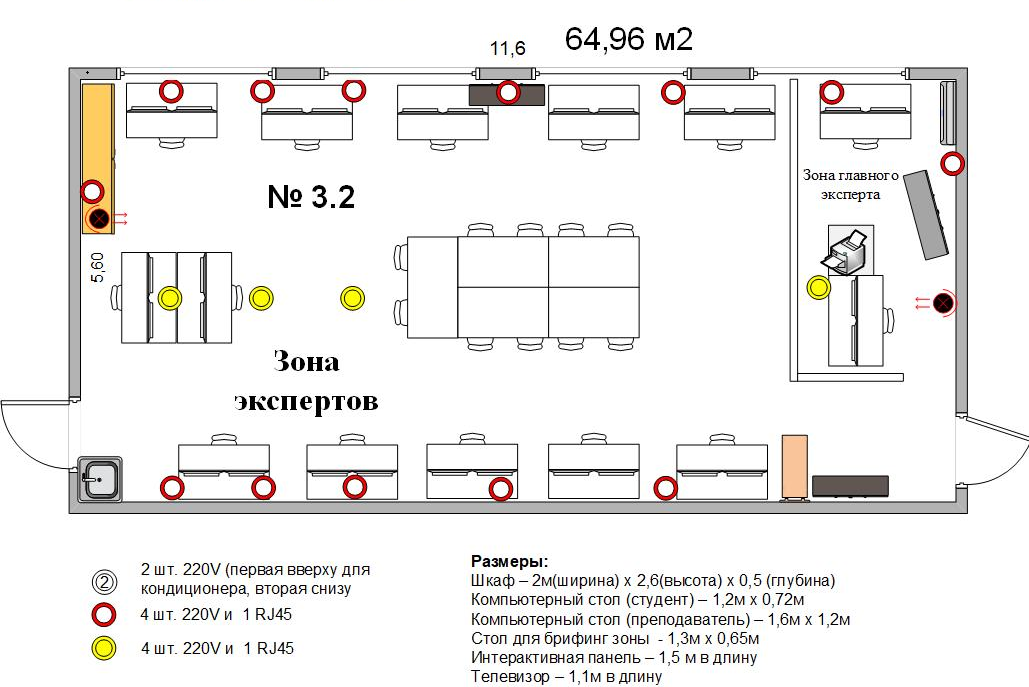 64,96 м2
11,6
Зона главного
эксперта
№ 3.2
5,60
Зона
экспертов
2 шт. 220V (первая вверху для
кондиционера, вторая снизу
2
4 шт. 220V и 1 RJ45
4 шт. 220V и 1 RJ45
Размеры:
Шкаф – 2м(ширина) х 2,6(высота) х 0,5 (глубина)
Компьютерный стол (студент) – 1,2м х 0,72м
Компьютерный стол (преподаватель) – 1,6м х 1,2м
Стол для брифинг зоны - 1,3м х 0,65м
Интерактивная панель – 1,5 м в длину
Телевизор – 1,1м в длину